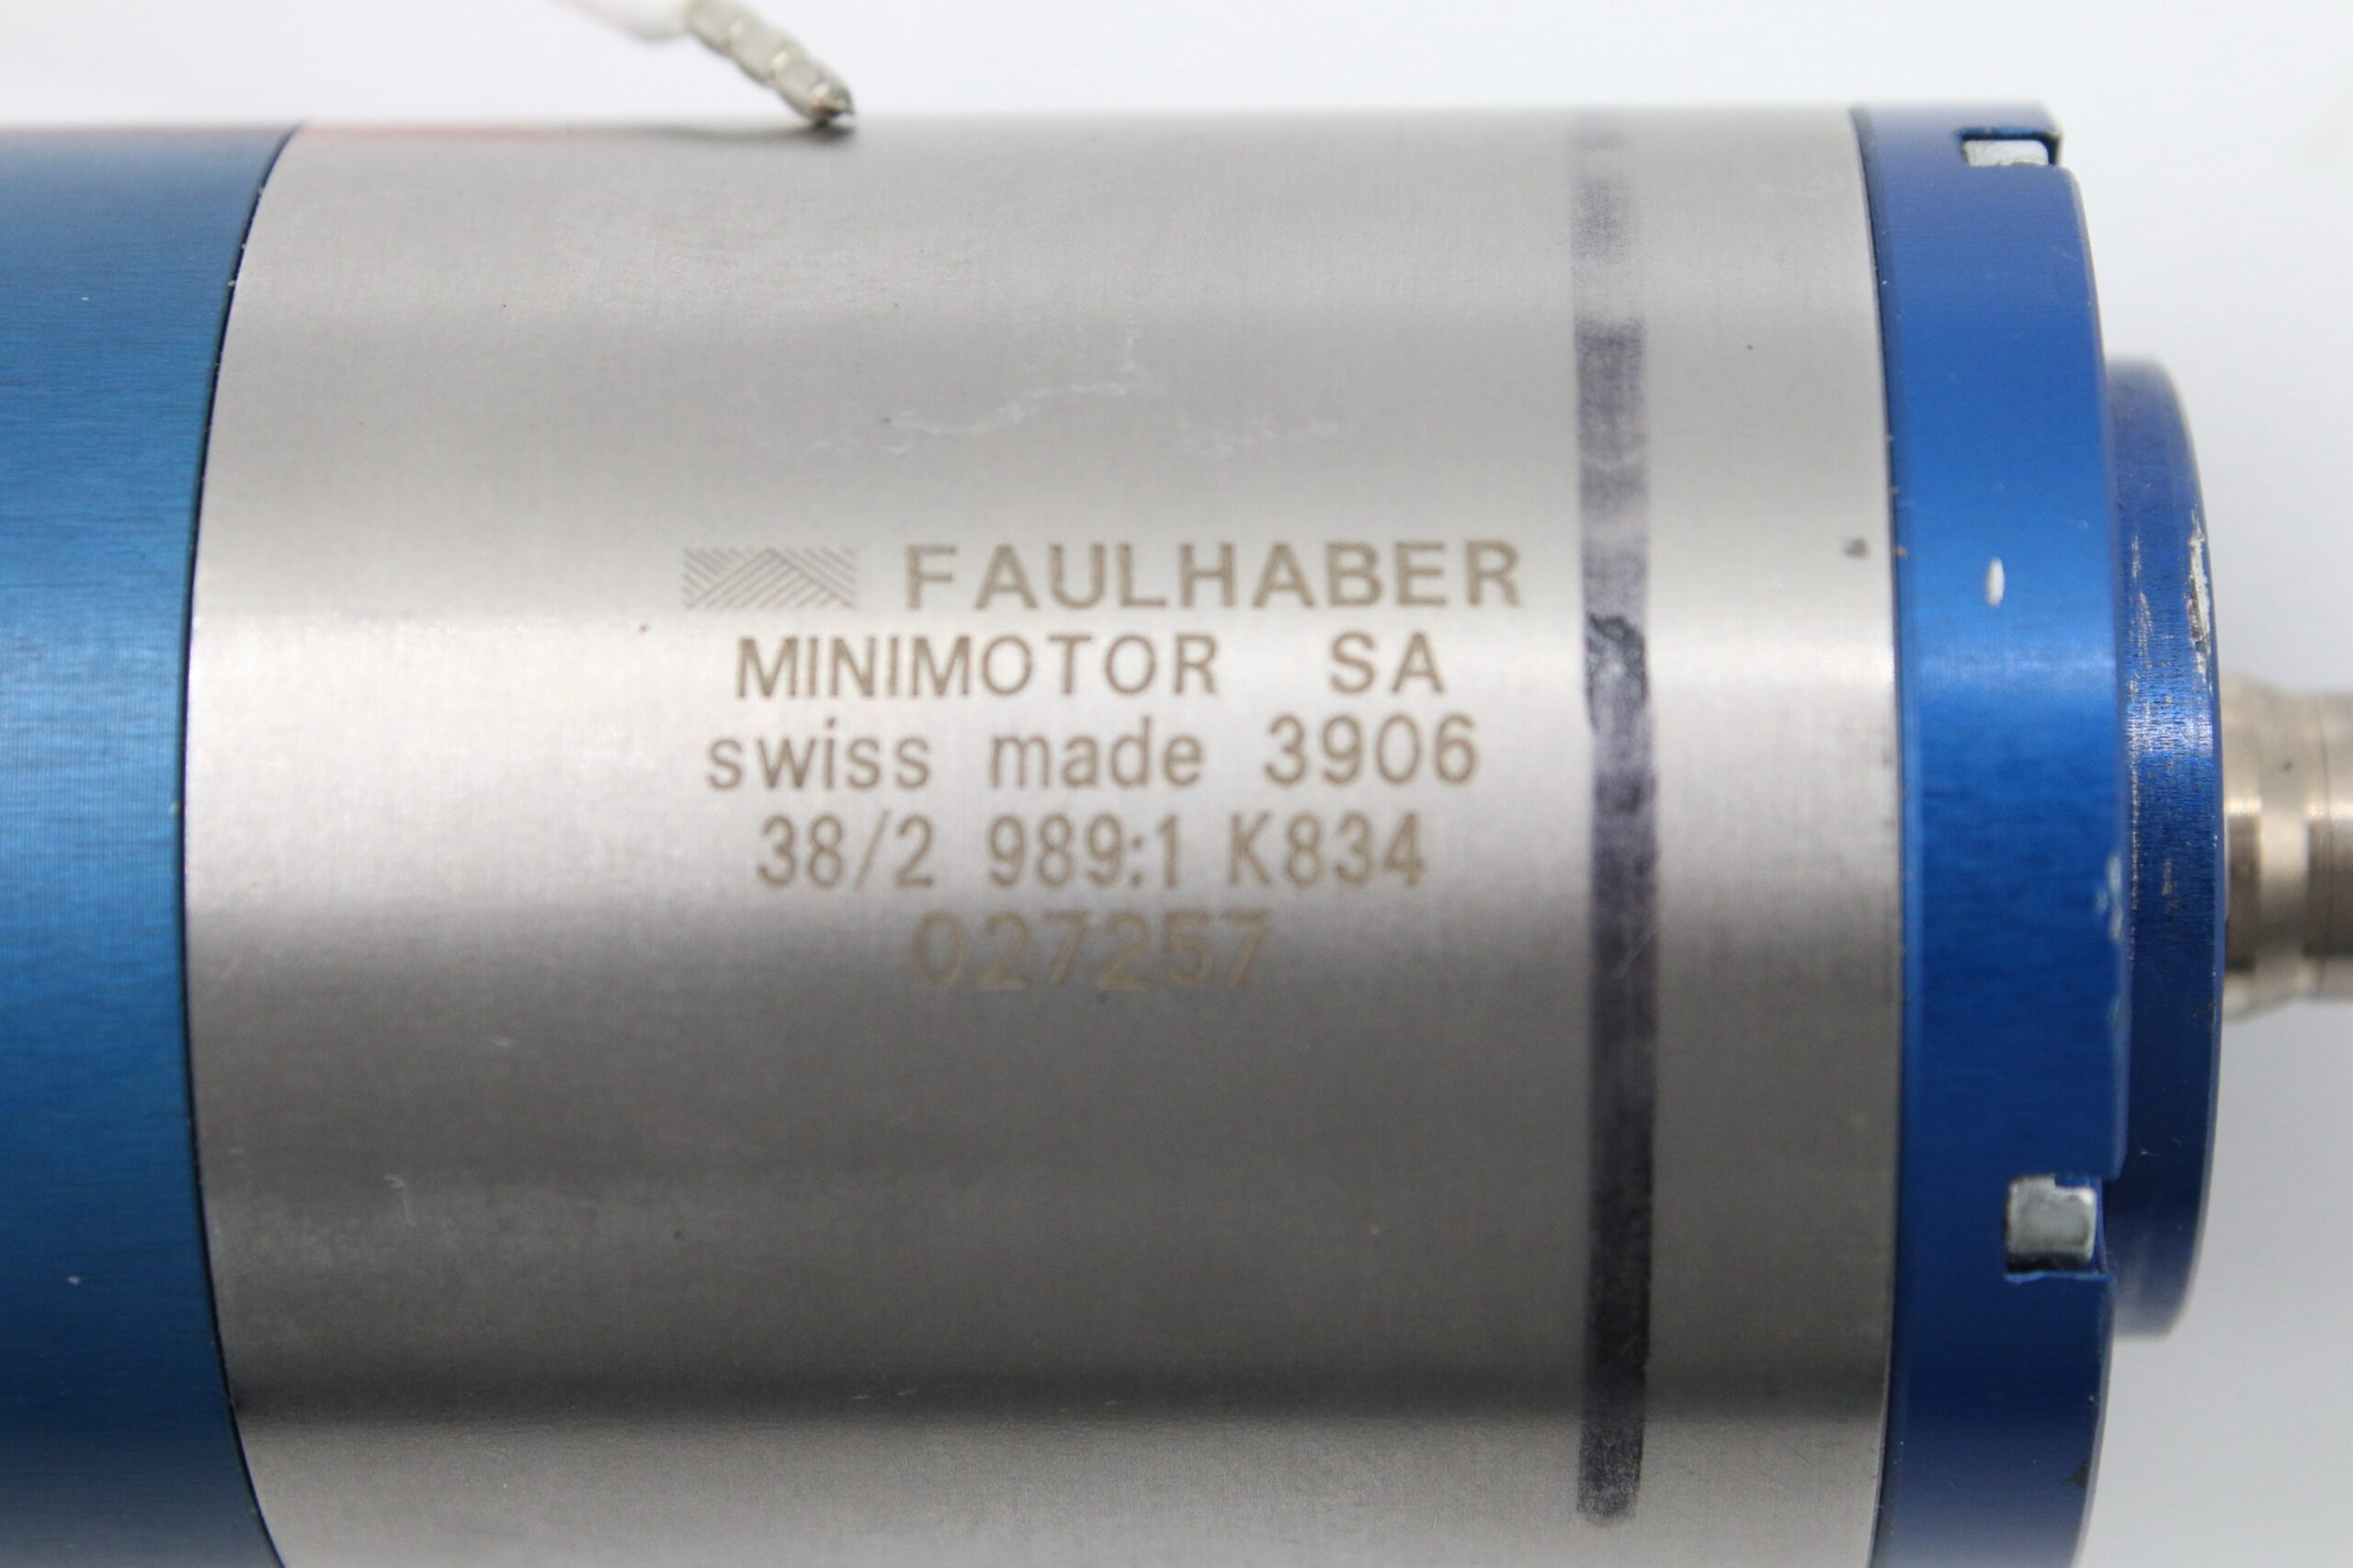 FAULHABER
MINIMOTOR SA
swiss made 3906
38/2 989:1 K834
027257